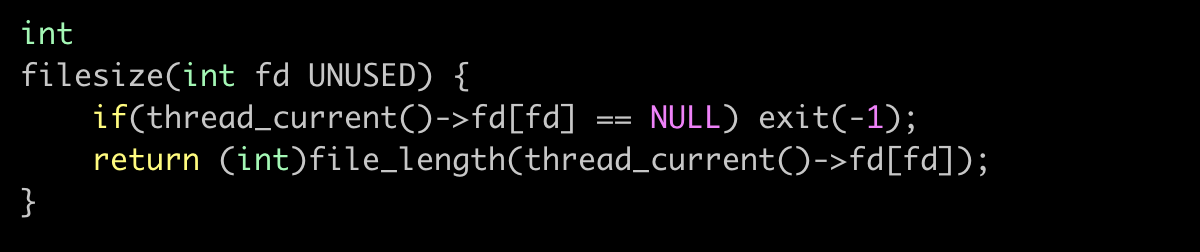 int
filesize(int fd UNUSED) {
    if(thread_current()->fd[fd] == NULL) exit(-1);
    return (int)file_length(thread_current()->fd[fd]);
}